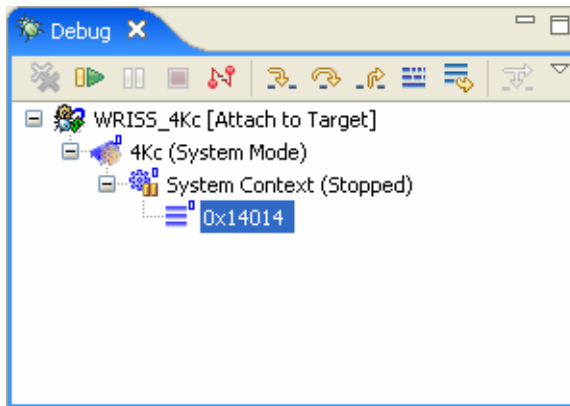 Debug
WRISS_4Kc [Attach to Target]
4Kc (System Mode)
System Context (Stopped)
0x14014